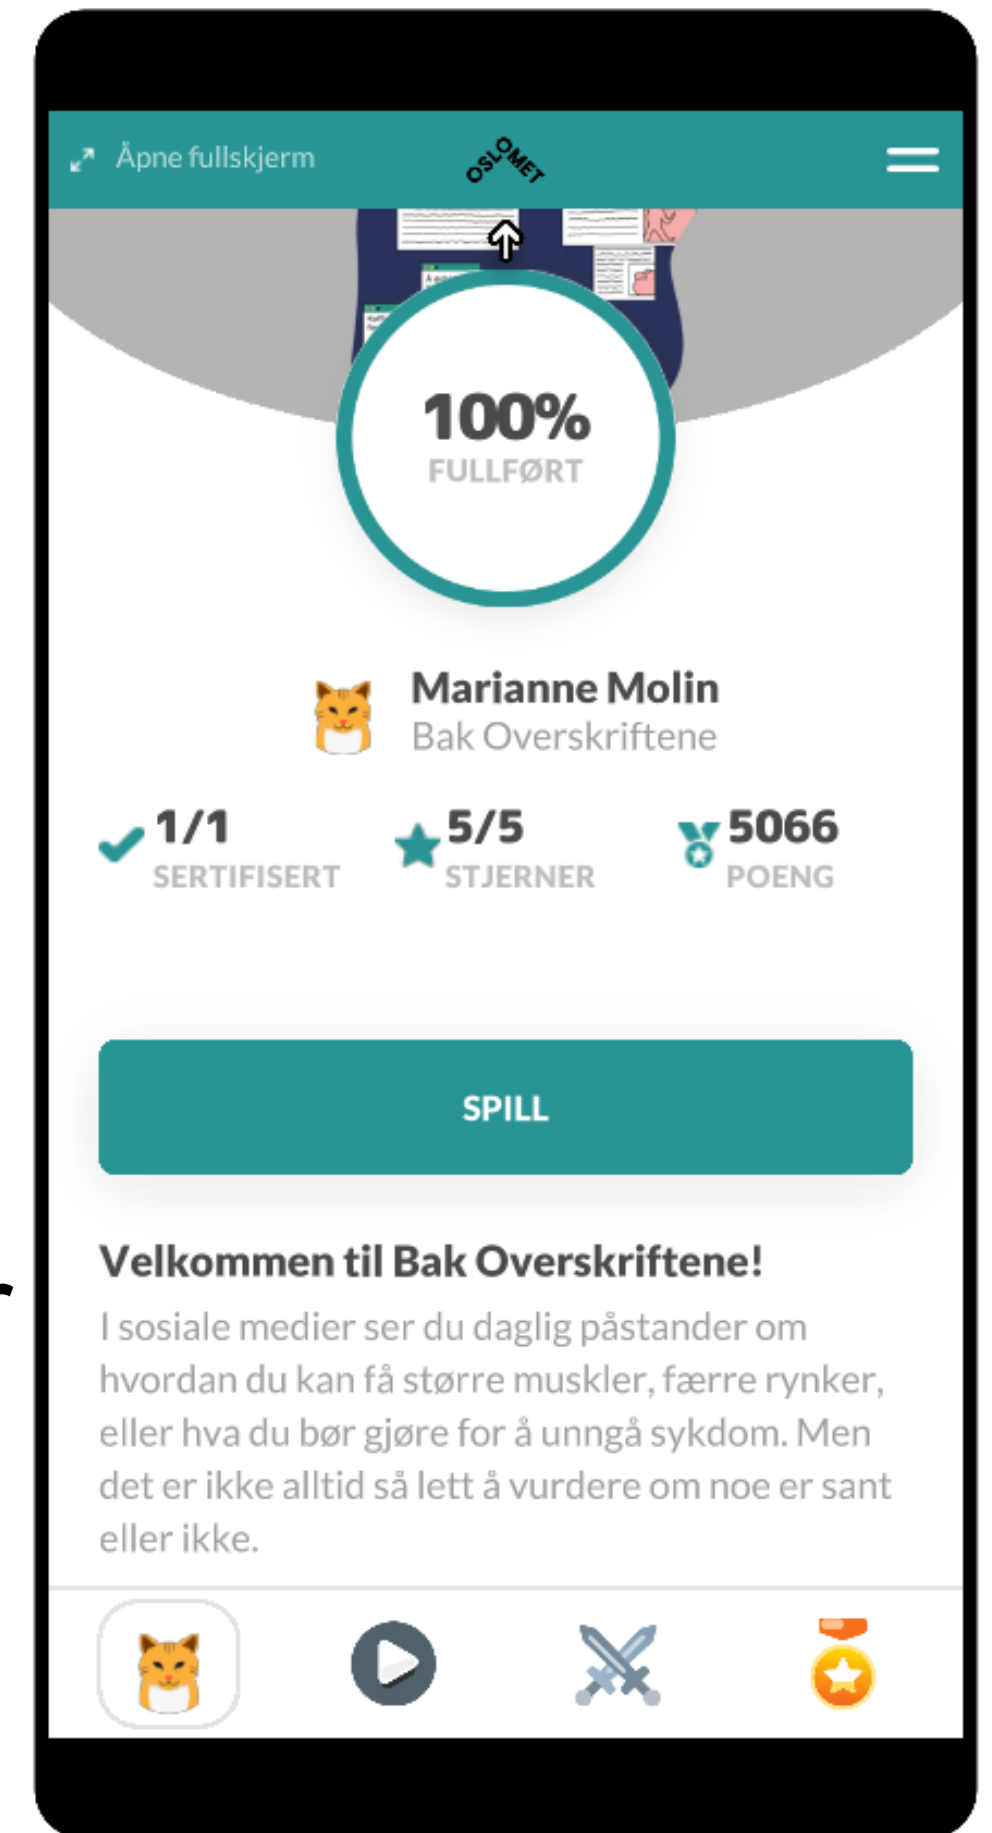 Åpne fullskjerm
OSLOMET
100%
FULLFØRT
Marianne Molin
Bak Overskriftene
1/1
SERTIFISERT
5/5
STJERNER
5066
POENG
SPILL
Velkommen til Bak Overskriftene!
I sosiale medier ser du daglig påstander om
hvordan du kan få større muskler, færre rynker,
eller hva du bør gjøre for å unngå sykdom. Men
det er ikke alltid så lett å vurdere om noe er sant
eller ikke.